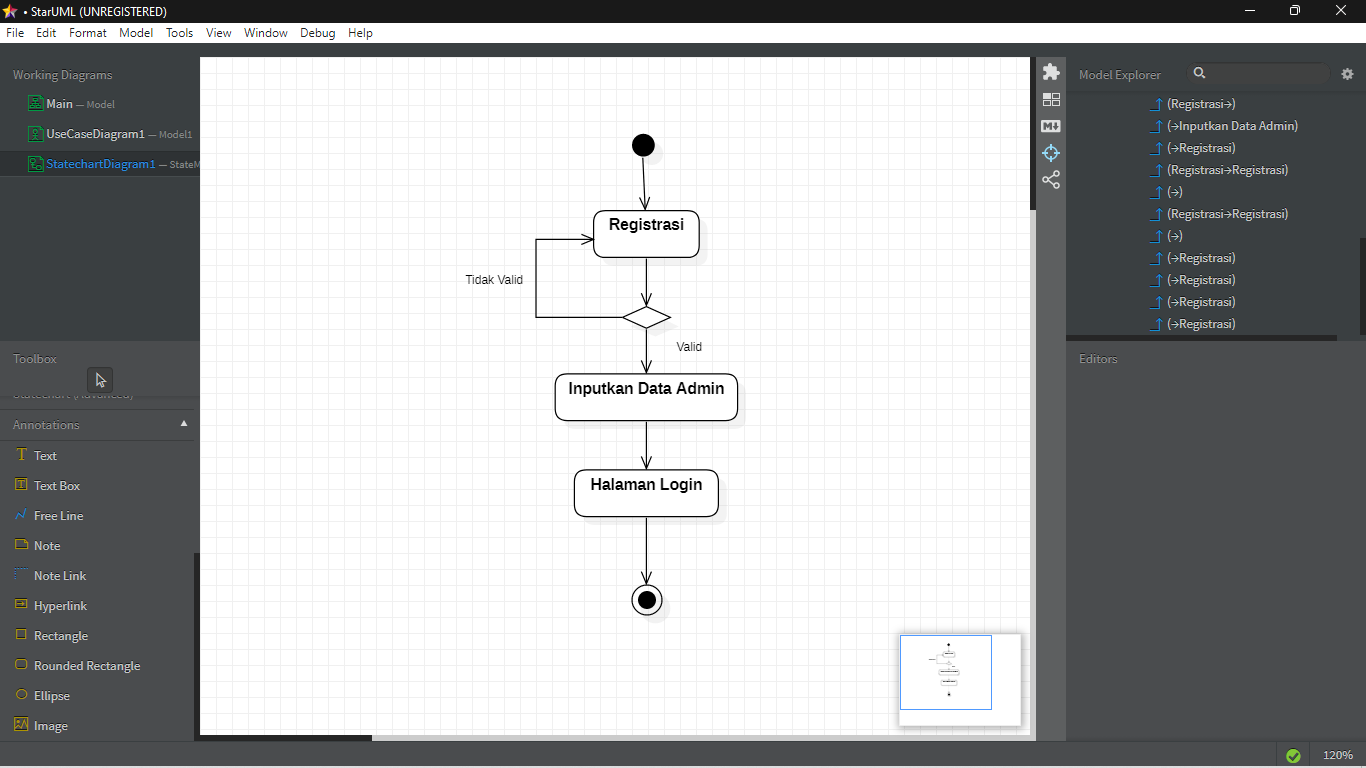 • StarUML (UNREGISTERED)
File Edit Format Model Tools View Window Debug Help
Working Diagrams
Main — Model
UseCaseDiagram1 — Model1
StatechartDiagram1 — StateM
Toolbox
Statechart (Advanced)
Annotations
Text
Text Box
Free Line
Note
Note Link
Hyperlink
Rectangle
Rounded Rectangle
Ellipse
Image
Registrasi
Tidak Valid
Valid
Inputkan Data Admin
Halaman Login
Model Explorer
(Registrasi→)
(→Inputkan Data Admin)
(→Registrasi)
(Registrasi→Registrasi)
(→)
(Registrasi→Registrasi)
(→)
(→Registrasi)
(→Registrasi)
(→Registrasi)
(→Registrasi)
Editors
120%